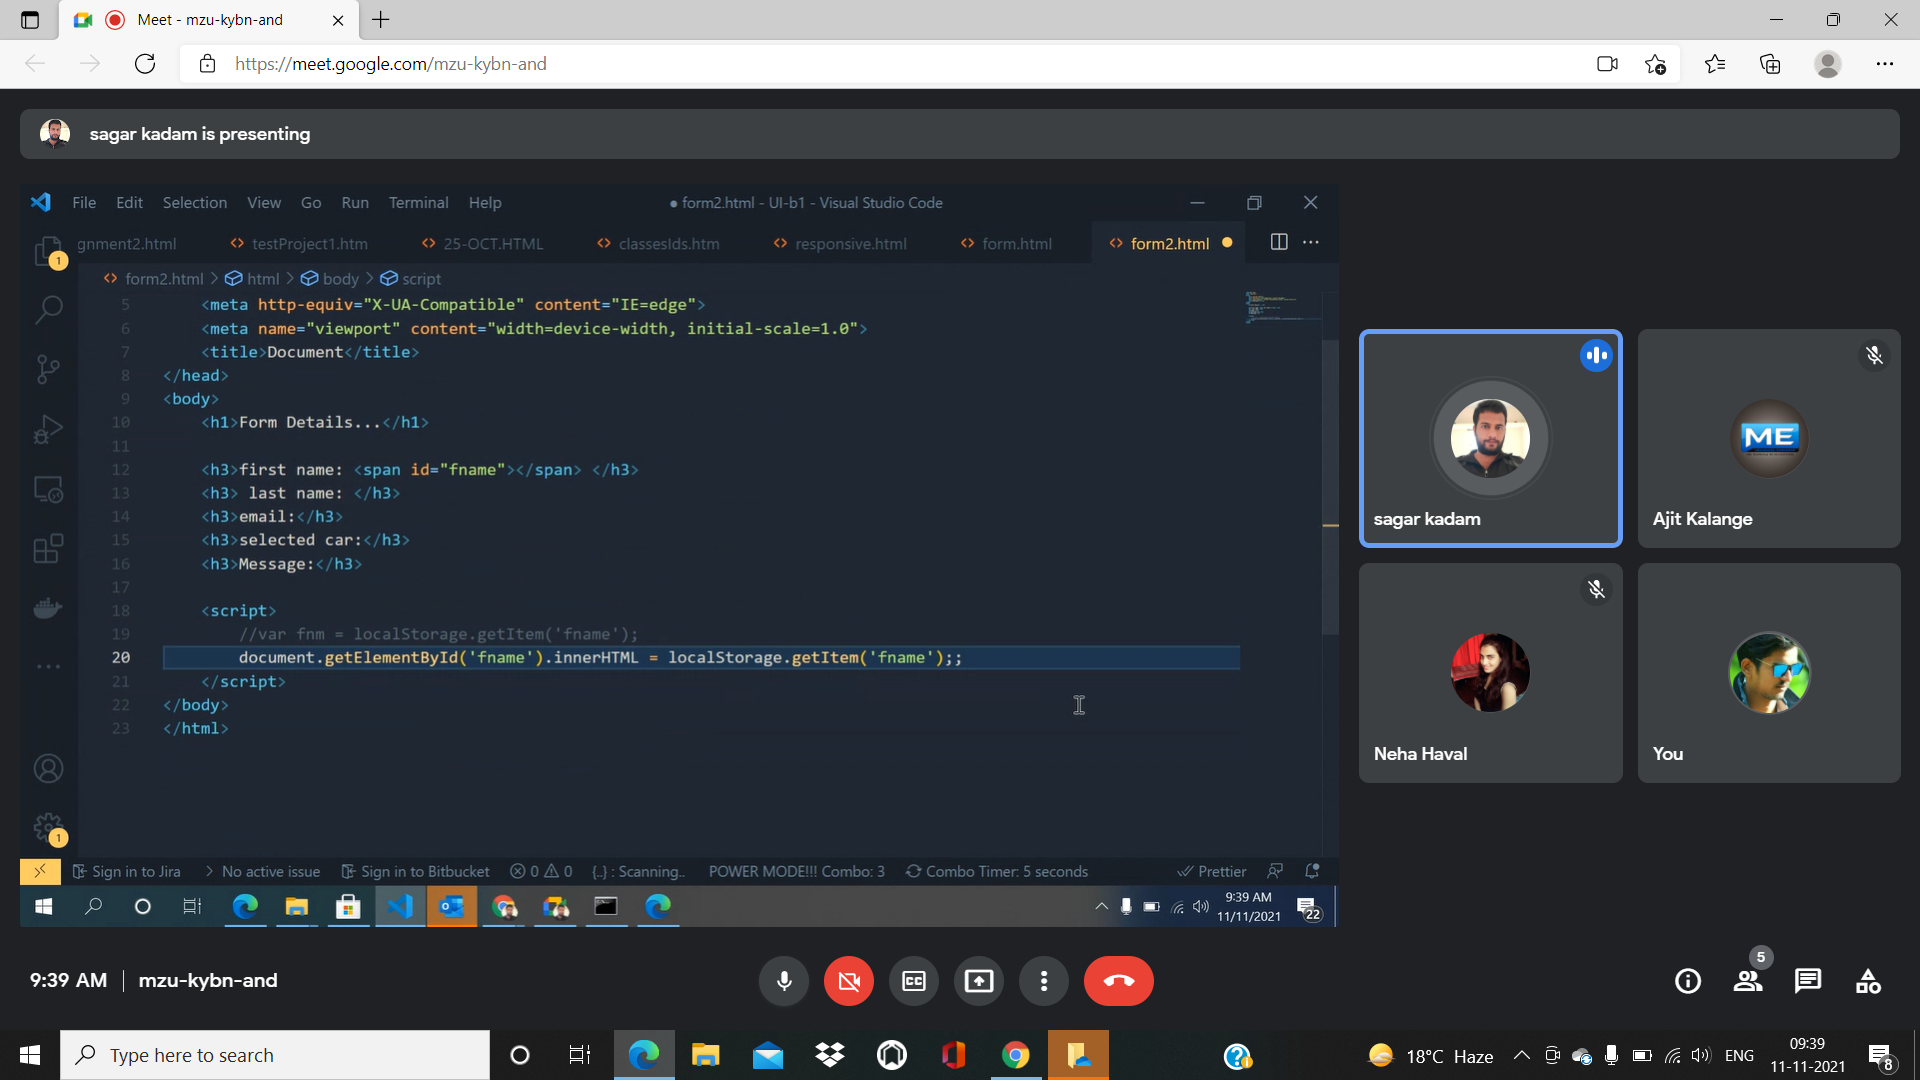 Meet - mzu-kybn-and
https://meet.google.com/mzu-kybn-and
sagar kadam is presenting
File Edit Selection View Go Run Terminal Help
● form2.html - UI-b1 - Visual Studio Code
gnment2.html
testProject1.htm
25-OCT.HTML
classesIds.htm
responsive.html
form.html
form2.html
1
form2.html > html > body > script
5 <meta http-equiv="X-UA-Compatible" content="IE=edge">
6 <meta name="viewport" content="width=device-width, initial-scale=1.0">
7 <title>Document</title>
8 </head>
9 <body>
10 <h1>Form Details...</h1>
11
12 <h3>first name: <span id="fname"></span> </h3>
13 <h3> last name: </h3>
14 <h3>email:</h3>
15 <h3>selected car:</h3>
16 <h3>Message:</h3>
17
18 <script>
19 //var fnm = localStorage.getItem('fname');
20 document.getElementById('fname').innerHTML = localStorage.getItem('fname');;
21 </script>
22 </body>
23 </html>
1
Sign in to Jira > No active issue Sign in to Bitbucket 0 0 {..} : Scanning.. POWER MODE!!! Combo: 3 Combo Timer: 5 seconds Prettier
9:39 AM
11/11/2021
22
sagar kadam
ME
Ajit Kalange
Neha Haval
You
9:39 AM | mzu-kybn-and
CC
5
Type here to search
18°C Haze
ENG
09:39
11-11-2021
8